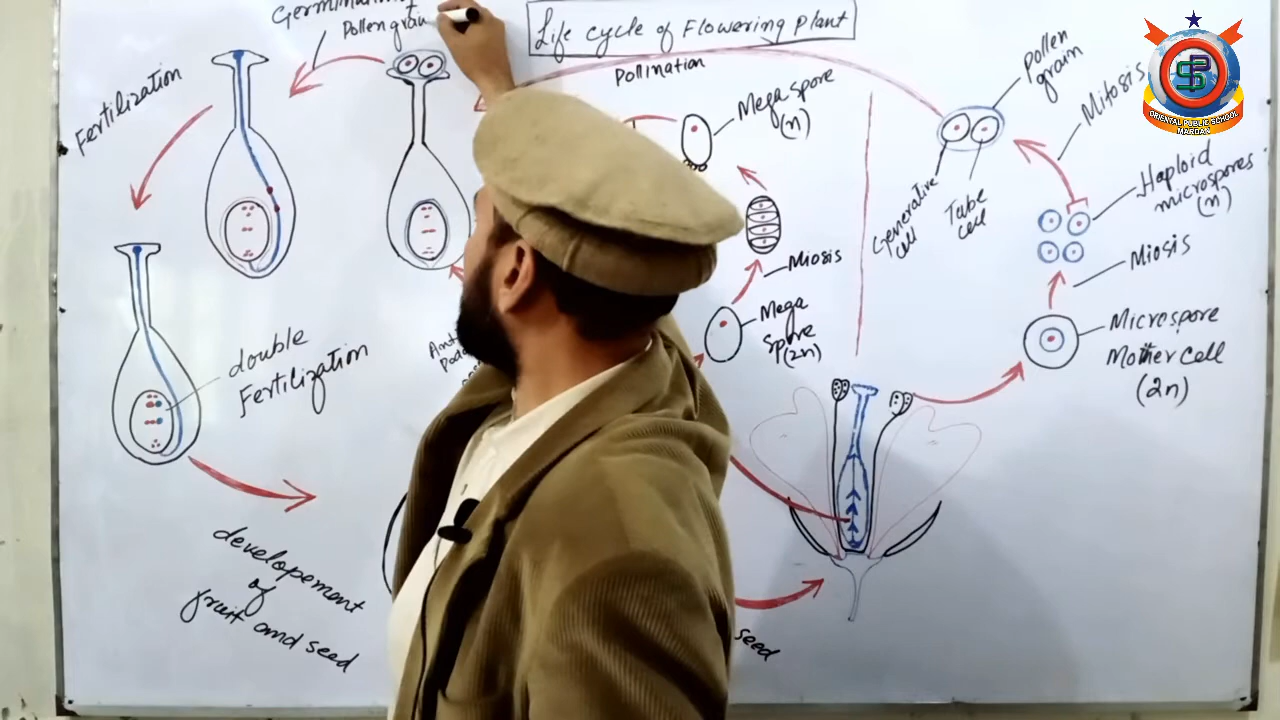 Pollen grain
Life cycle of Flowering plant
Pollination
Fertilization
Mega spore
(n)
Pollen
grain
Mitosis
ORIENTAL PUBLIC SCHOOL
MARDAN
Haploid
microspores
(n)
Generative
cell
Tube
cell
Miosis
Miosis
Mega
Spore
(2n)
Microspore
Mother cell
(2n)
double
Fertilization
developement
of
fruit and seed
seed